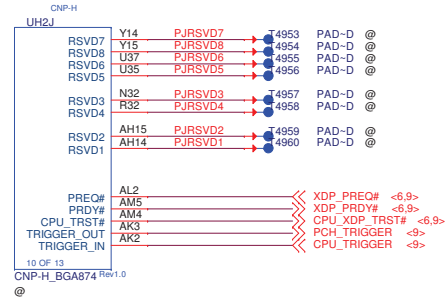 CNP-H
UH2J
RSVD7 Y14 PJRSVD7 T4953 PAD~D @
RSVD8 Y15 PJRSVD8 T4954 PAD~D @
RSVD6 U37 PJRSVD6 T4955 PAD~D @
RSVD5 U35 PJRSVD5 T4956 PAD~D @
RSVD3 N32 PJRSVD3 T4957 PAD~D @
RSVD4 R32 PJRSVD4 T4958 PAD~D @
RSVD2 AH15 PJRSVD2 T4959 PAD~D @
RSVD1 AH14 PJRSVD1 T4960 PAD~D @
PREQ# AL2 XDP_PREQ# <6,9>
PRDY# AM5 XDP_PRDY# <6,9>
CPU_TRST# AM4 CPU_XDP_TRST# <6,9>
TRIGGER_OUT AK3 PCH_TRIGGER <9>
TRIGGER_IN AK2 CPU_TRIGGER <9>
10 OF 13
CNP-H_BGA874 Rev1.0
@